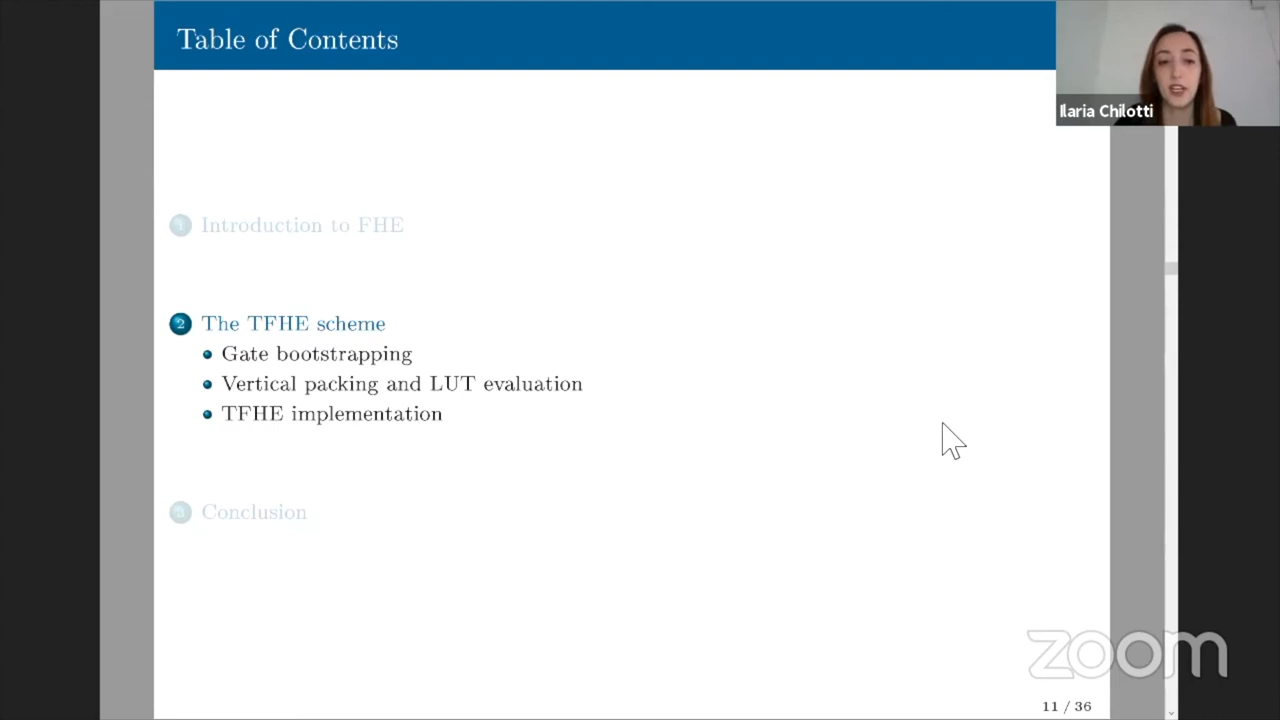 Table of Contents
Ilaria Chilotti
1 Introduction to FHE
2 The TFHE scheme
Gate bootstrapping
Vertical packing and LUT evaluation
TFHE implementation
3 Conclusion
zoom
11 / 36